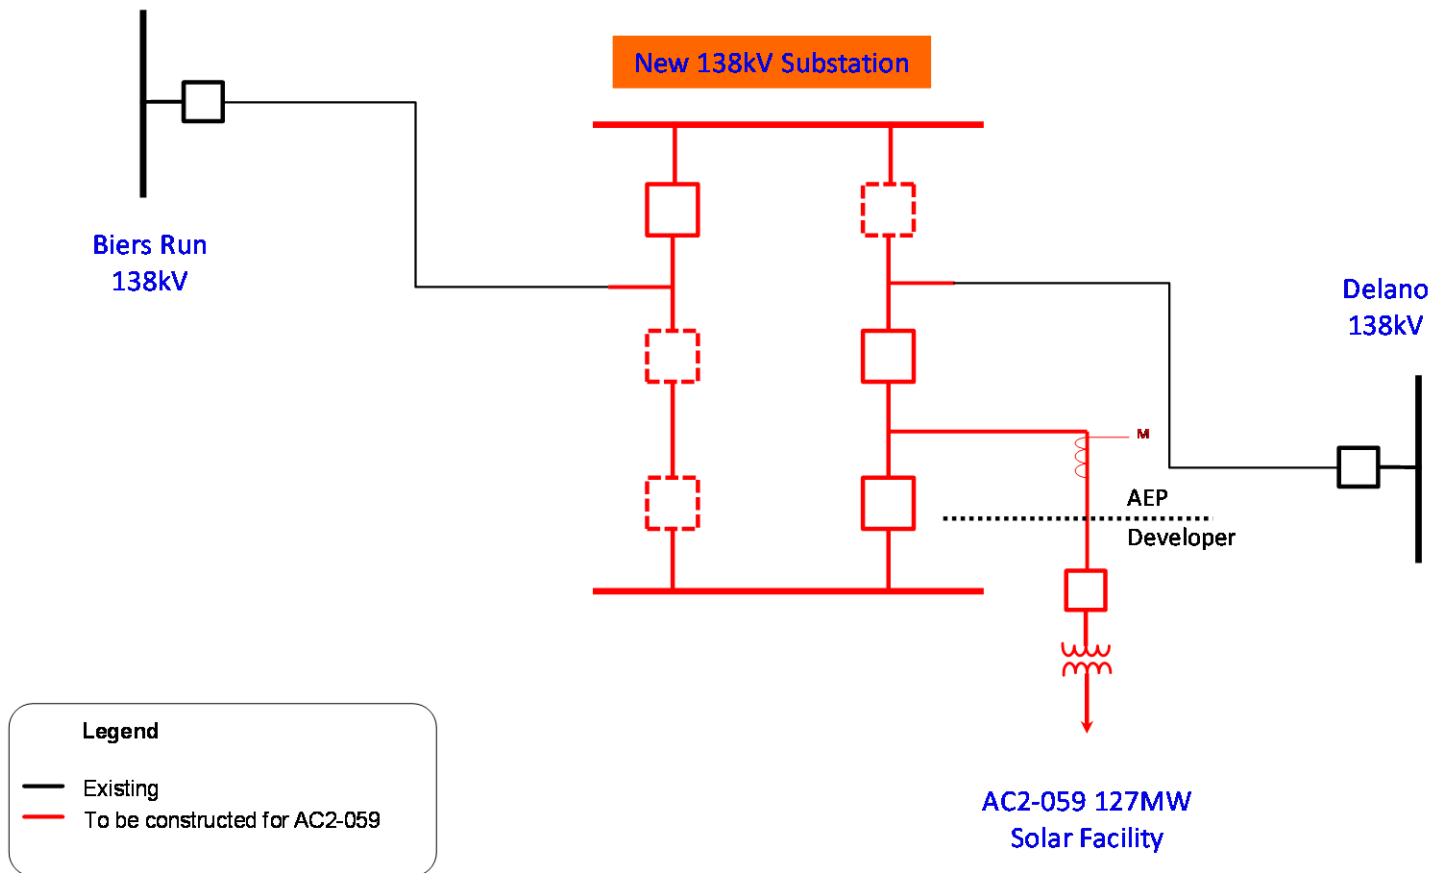 New 138kV Substation
Biers Run
138kV
Delano
138kV
M
AEP
Developer
Legend
Existing
To be constructed for AC2-059
AC2-059 127MW
Solar Facility